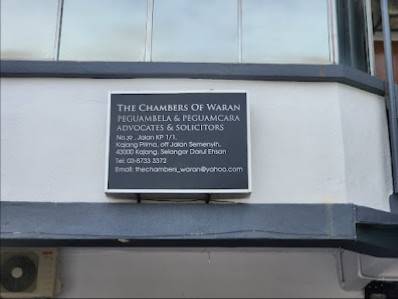 THE CHAMBERS OF WARAN
PEGUAMBELA & PEGUAMCARA
ADVOCATES & SOLICITORS
No.39 , Jalan KP 1/1,
Kajang Prima, off Jalan Semenyih,
43000 Kajang, Selangor Darul Ehsan
Tel: 03-8733 3372
Email: thechambers_waran@yahoo.com